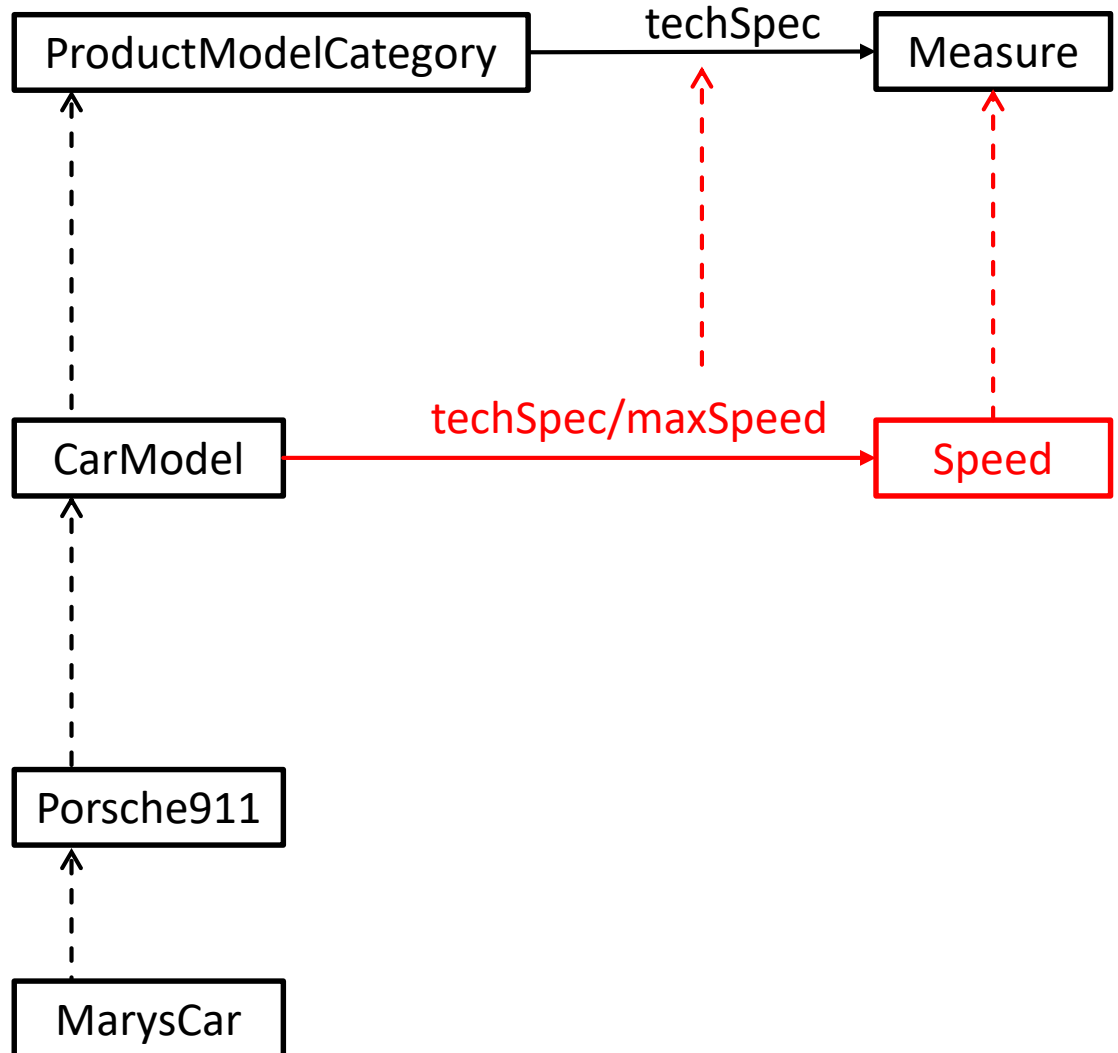 ProductModelCategory
techSpec
Measure
techSpec/maxSpeed
CarModel
Speed
Porsche911
MarysCar